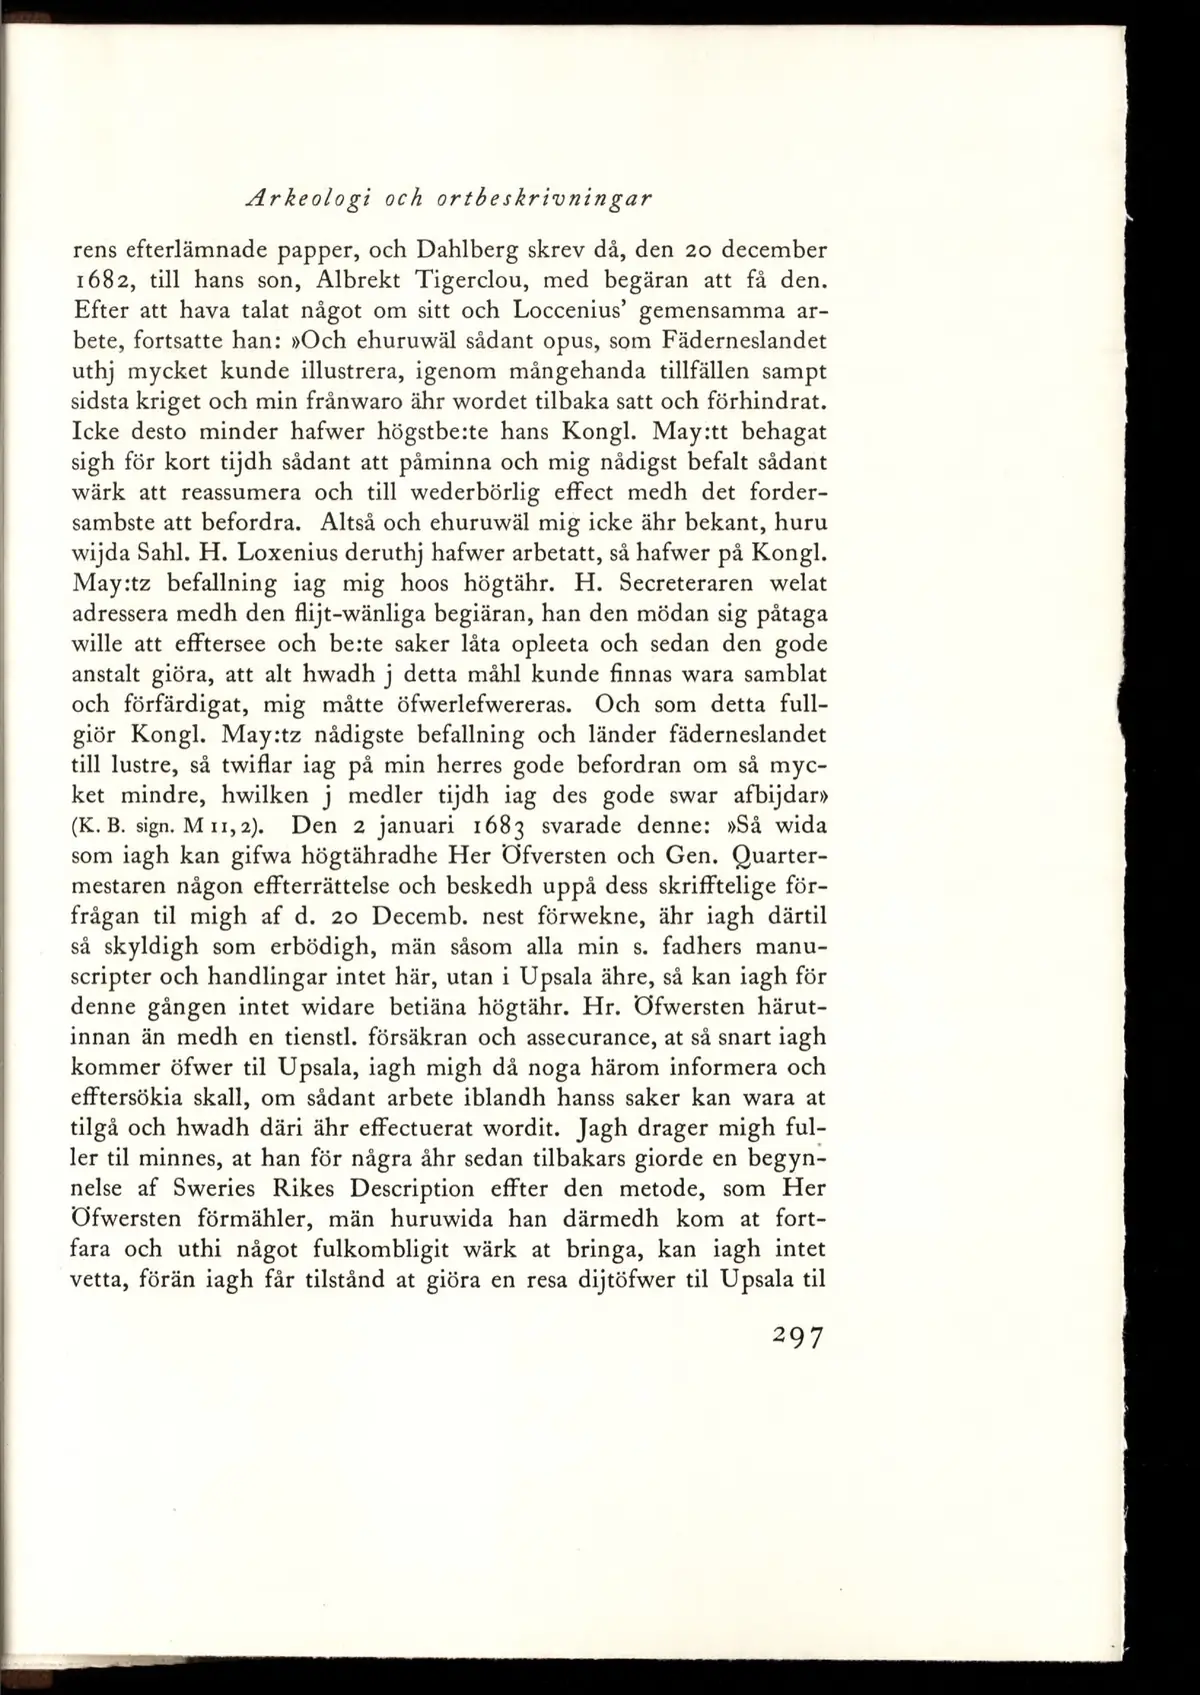 Arkeologi och ortbeskrivningar
rens efterlämnade papper, och Dahlberg skrev då, den 20 december
1682, till hans son, Albrekt Tigerclou, med begäran att få den.
Efter att hava talat något om sitt och Loccenius’ gemensamma ar-
bete, fortsatte han: »Och ehuruwäl sådant opus, som Fäderneslandet
uthj mycket kunde illustrera, igenom mångehanda tillfällen sampt
sidsta kriget och min frånwaro ähr wordet tilbaka satt och förhindrat.
Icke desto minder hafwer högstbe:te hans Kongl. May:tt behagat
sigh för kort tijdh sådant att påminna och mig nådigst befalt sådant
wärk att reassumera och till wederbörlig effect medh det forder-
sambste att befordra. Altså och ehuruwäl mig icke ähr bekant, huru
wijda Sahl. H. Loxenius deruthj hafwer arbetatt, så hafwer på Kongl.
May:tz befallning iag mig hoos högtähr. H. Secreteraren welat
adressera medh den flijt-wänliga begiäran, han den mödan sig påtaga
wille att efftersee och be:te saker låta opleeta och sedan den gode
anstalt giöra, att alt hwadh j detta måhl kunde finnas wara samblat
och förfärdigat, mig måtte öfwerlefwereras. Och som detta full-
giör Kongl. May:tz nådigste befallning och länder fäderneslandet
till lustre, så twiflar iag på min herres gode befordran om så myc-
ket mindre, hwilken j medler tijdh iag des gode swar afbijdar»
(K. B. sign. M 11, 2). Den 2 januari 1683 svarade denne: »Så wida
som iagh kan gifwa högtähradhe Her Öfversten och Gen. Quarter-
mestaren någon effterrättelse och beskedh uppå dess skrifftelige för-
frågan til migh af d. 20 Decemb. nest förwekne, ähr iagh därtil
så skyldigh som erbödigh, män såsom alla min s. fadhers manu-
scripter och handlingar intet här, utan i Upsala ähre, så kan iagh för
denne gången intet widare betiäna högtähr. Hr. Öfwersten härut-
innan än medh en tienstl. försäkran och assecurance, at så snart iagh
kommer öfwer til Upsala, iagh migh då noga härom informera och
efftersökia skall, om sådant arbete iblandh hanss saker kan wara at
tilgå och hwadh däri ähr effectuerat wordit. Jagh drager migh ful-
ler til minnes, at han för några åhr sedan tilbakars giorde en begyn-
nelse af Sweries Rikes Description effter den metode, som Her
Öfwersten förmähler, män huruwida han därmedh kom at fort-
fara och uthi något fulkombligit wärk at bringa, kan iagh intet
vetta, förän iagh får tilstånd at giöra en resa dijtöfwer til Upsala til
297